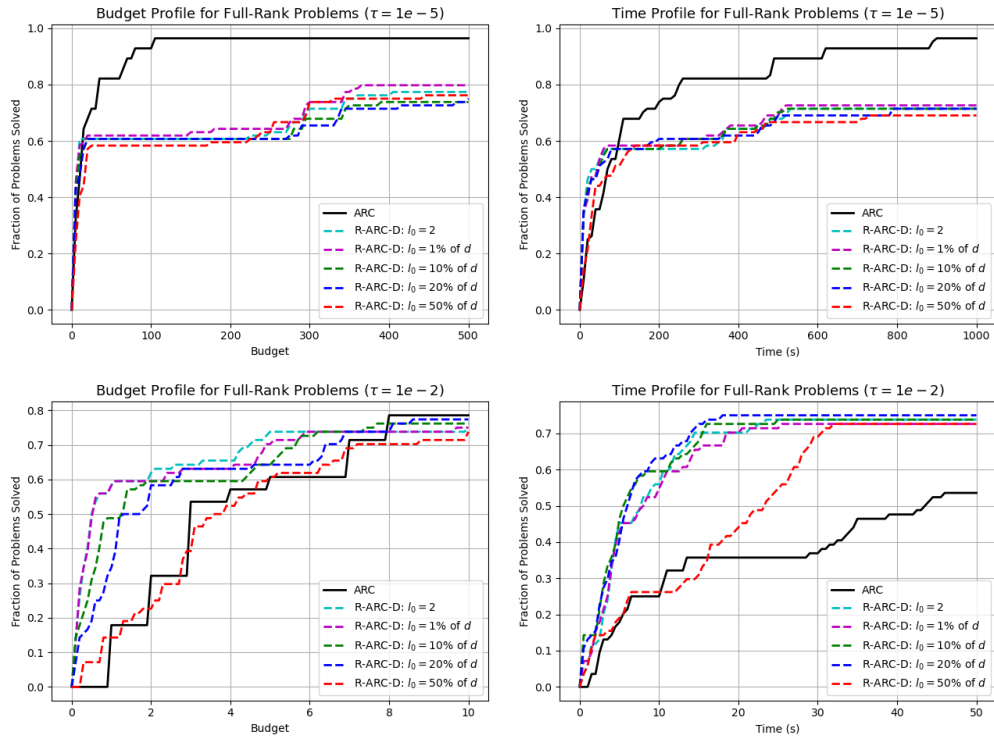 Budget Profile for Full-Rank Problems (τ = 1e − 5)
Fraction of Problems Solved
1.0
0.8
0.6
0.4
0.2
0.0
ARC
R-ARC-D: l₀ = 2
R-ARC-D: l₀ = 1% of d
R-ARC-D: l₀ = 10% of d
R-ARC-D: l₀ = 20% of d
R-ARC-D: l₀ = 50% of d
0 100 200 300 400 500
Budget
Time Profile for Full-Rank Problems (τ = 1e − 5)
Fraction of Problems Solved
1.0
0.8
0.6
0.4
0.2
0.0
ARC
R-ARC-D: l₀ = 2
R-ARC-D: l₀ = 1% of d
R-ARC-D: l₀ = 10% of d
R-ARC-D: l₀ = 20% of d
R-ARC-D: l₀ = 50% of d
0 200 400 600 800 1000
Time (s)
Budget Profile for Full-Rank Problems (τ = 1e − 2)
Fraction of Problems Solved
0.8
0.7
0.6
0.5
0.4
0.3
0.2
0.1
0.0
ARC
R-ARC-D: l₀ = 2
R-ARC-D: l₀ = 1% of d
R-ARC-D: l₀ = 10% of d
R-ARC-D: l₀ = 20% of d
R-ARC-D: l₀ = 50% of d
0 2 4 6 8 10
Budget
Time Profile for Full-Rank Problems (τ = 1e − 2)
Fraction of Problems Solved
0.7
0.6
0.5
0.4
0.3
0.2
0.1
0.0
ARC
R-ARC-D: l₀ = 2
R-ARC-D: l₀ = 1% of d
R-ARC-D: l₀ = 10% of d
R-ARC-D: l₀ = 20% of d
R-ARC-D: l₀ = 50% of d
0 10 20 30 40 50
Time (s)